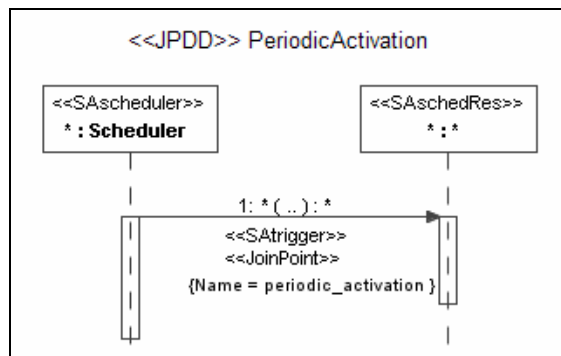 <<JPDD>> PeriodicActivation
<<SAscheduler>>
* : Scheduler
<<SAschedRes>>
* : *
1: * ( .. ) : *
<<SAtrigger>>
<<JoinPoint>>
{Name = periodic_activation }